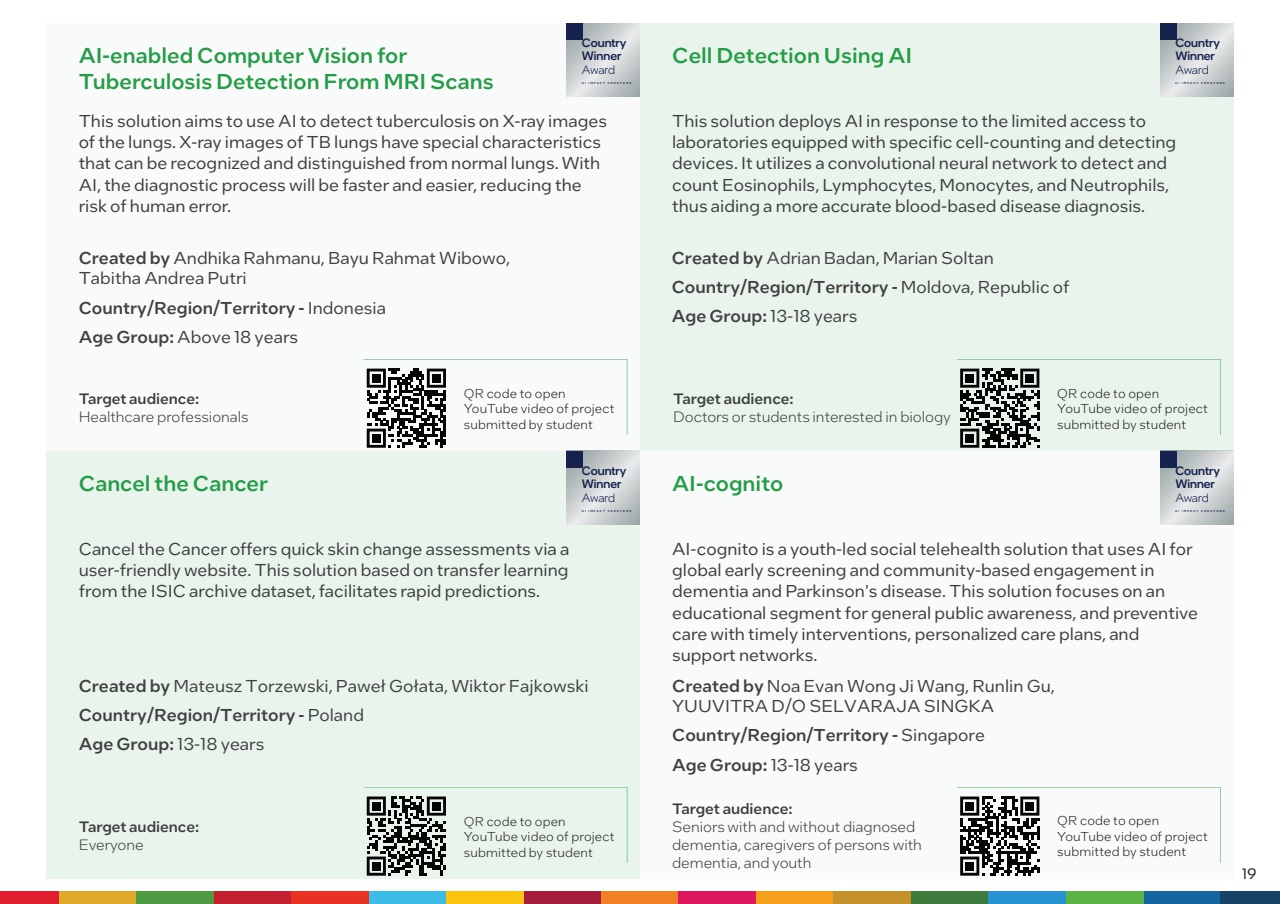 AI-enabled Computer Vision for
Tuberculosis Detection From MRI Scans
Country
Winner
Award
AI IMPACT CREATORS
This solution aims to use AI to detect tuberculosis on X-ray images
of the lungs. X-ray images of TB lungs have special characteristics
that can be recognized and distinguished from normal lungs. With
AI, the diagnostic process will be faster and easier, reducing the
risk of human error.
Created by Andhika Rahmanu, Bayu Rahmat Wibowo,
Tabitha Andrea Putri
Country/Region/Territory - Indonesia
Age Group: Above 18 years
Target audience:
Healthcare professionals
QR code to open
YouTube video of project
submitted by student
Cell Detection Using AI
Country
Winner
Award
AI IMPACT CREATORS
This solution deploys AI in response to the limited access to
laboratories equipped with specific cell-counting and detecting
devices. It utilizes a convolutional neural network to detect and
count Eosinophils, Lymphocytes, Monocytes, and Neutrophils,
thus aiding a more accurate blood-based disease diagnosis.
Created by Adrian Badan, Marian Soltan
Country/Region/Territory - Moldova, Republic of
Age Group: 13-18 years
Target audience:
Doctors or students interested in biology
QR code to open
YouTube video of project
submitted by student
Cancel the Cancer
Country
Winner
Award
AI IMPACT CREATORS
Cancel the Cancer offers quick skin change assessments via a
user-friendly website. This solution based on transfer learning
from the ISIC archive dataset, facilitates rapid predictions.
Created by Mateusz Torzewski, Paweł Gołata, Wiktor Fajkowski
Country/Region/Territory - Poland
Age Group: 13-18 years
Target audience:
Everyone
QR code to open
YouTube video of project
submitted by student
AI-cognito
Country
Winner
Award
AI IMPACT CREATORS
AI-cognito is a youth-led social telehealth solution that uses AI for
global early screening and community-based engagement in
dementia and Parkinson's disease. This solution focuses on an
educational segment for general public awareness, and preventive
care with timely interventions, personalized care plans, and
support networks.
Created by Noa Evan Wong Ji Wang, Runlin Gu,
YUUVITRA D/O SELVARAJA SINGKA
Country/Region/Territory - Singapore
Age Group: 13-18 years
Target audience:
Seniors with and without diagnosed
dementia, caregivers of persons with
dementia, and youth
QR code to open
YouTube video of project
submitted by student
19